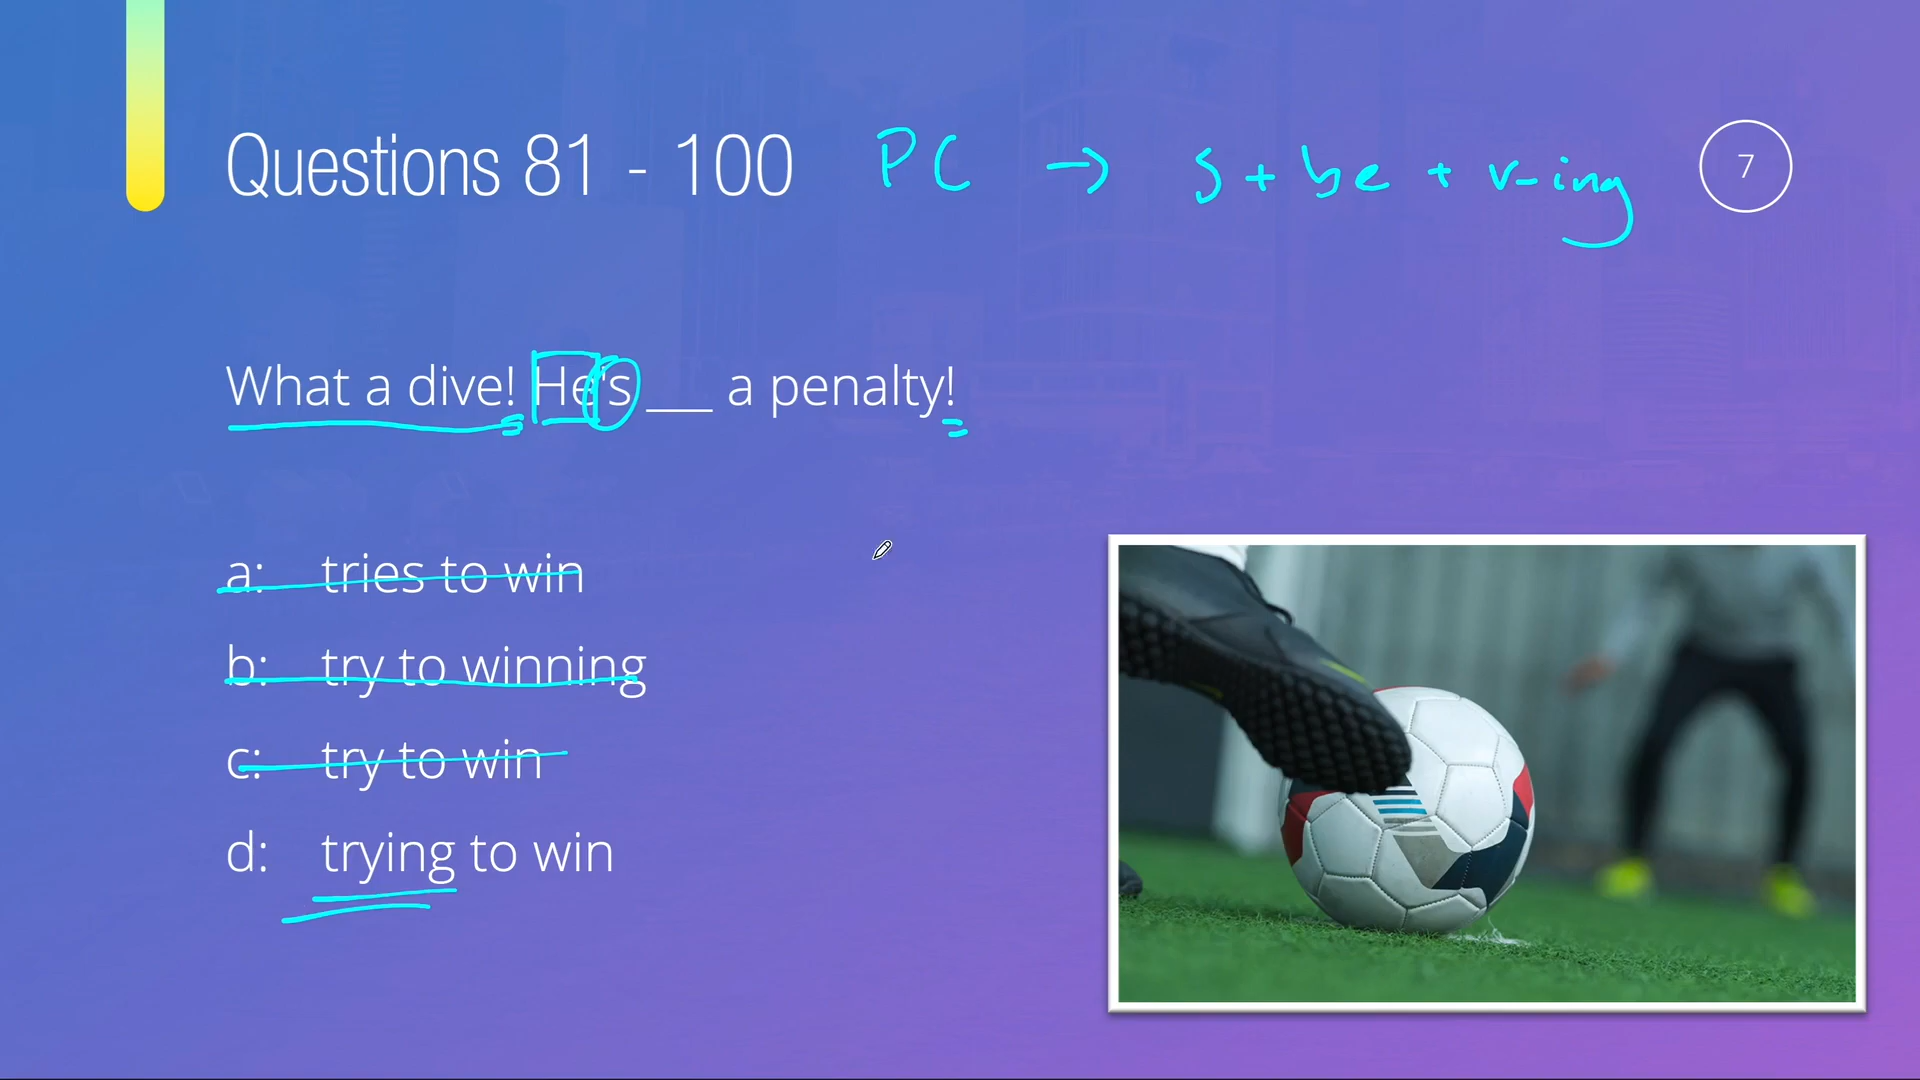 Questions 81 - 100 PC → S + be + v-ing 7
What a dive! He's ___ a penalty!
a: tries to win
b: try to winning
c: try to win
d: trying to win